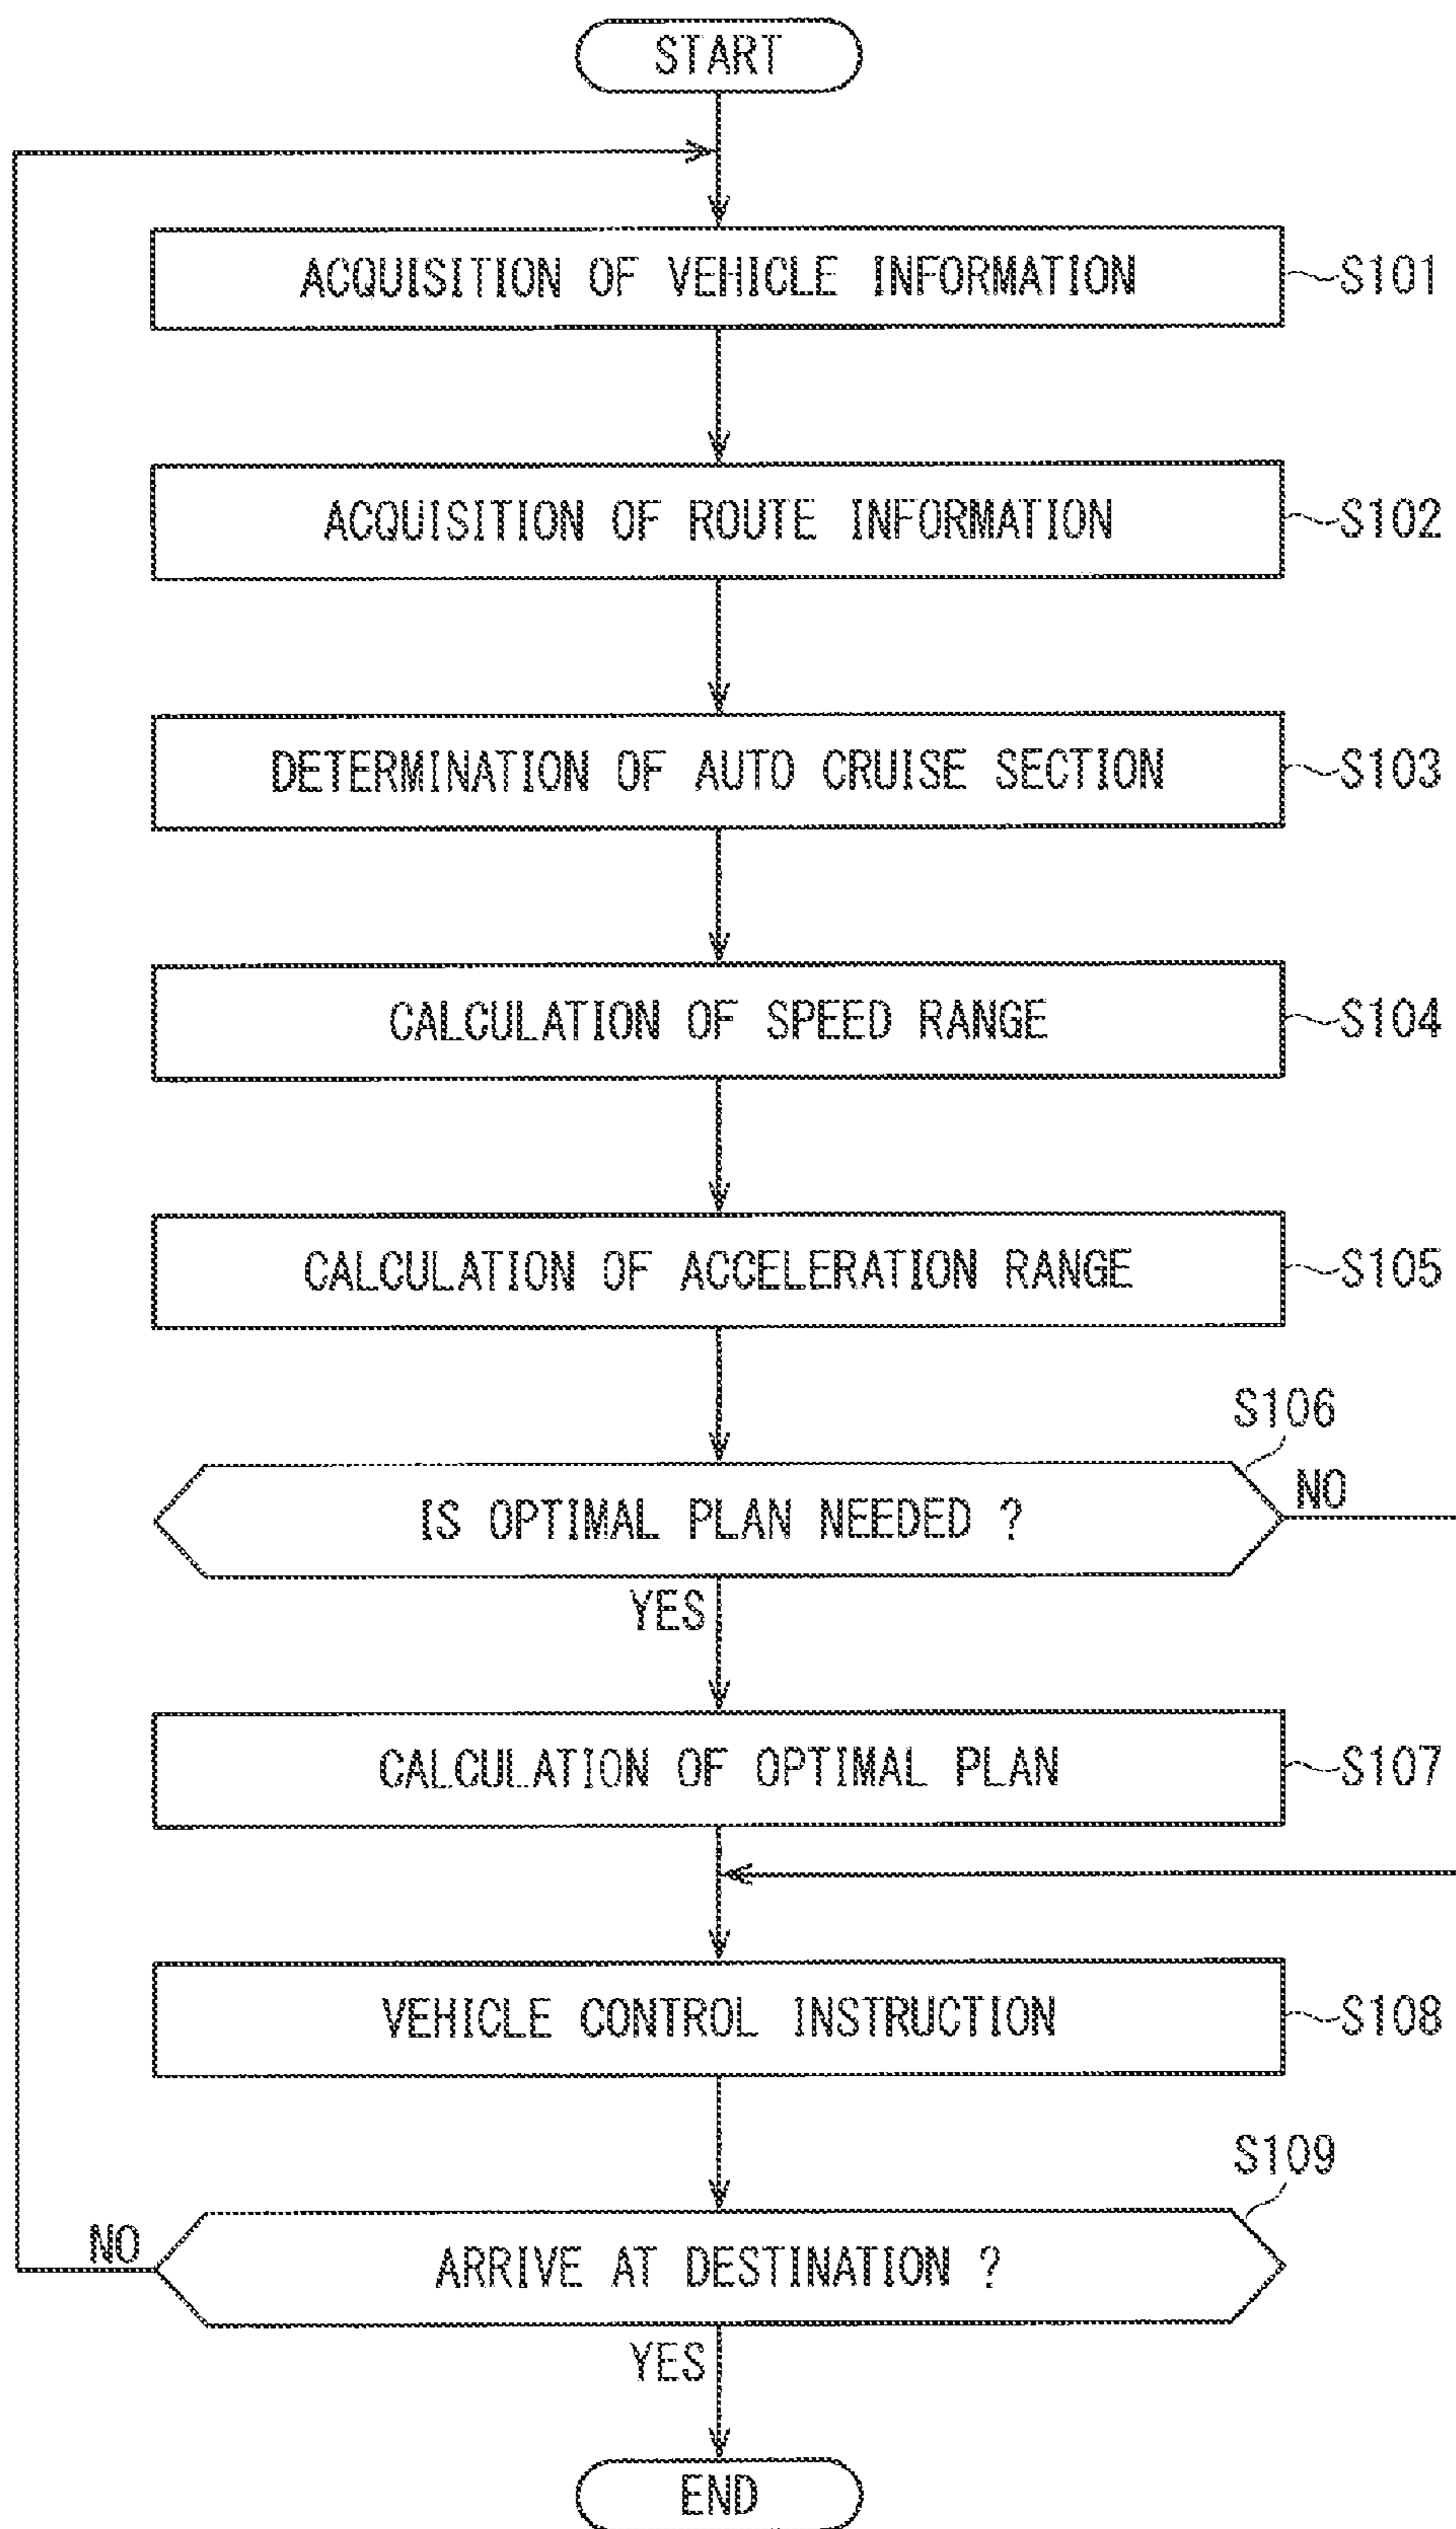 START
ACQUISITION OF VEHICLE INFORMATION
S101
ACQUISITION OF ROUTE INFORMATION
S102
DETERMINATION OF AUTO CRUISE SECTION
S103
CALCULATION OF SPEED RANGE
S104
CALCULATION OF ACCELERATION RANGE
S105
S106
IS OPTIMAL PLAN NEEDED ?
NO
YES
CALCULATION OF OPTIMAL PLAN
S107
VEHICLE CONTROL INSTRUCTION
S108
S109
NO
ARRIVE AT DESTINATION ?
YES
END